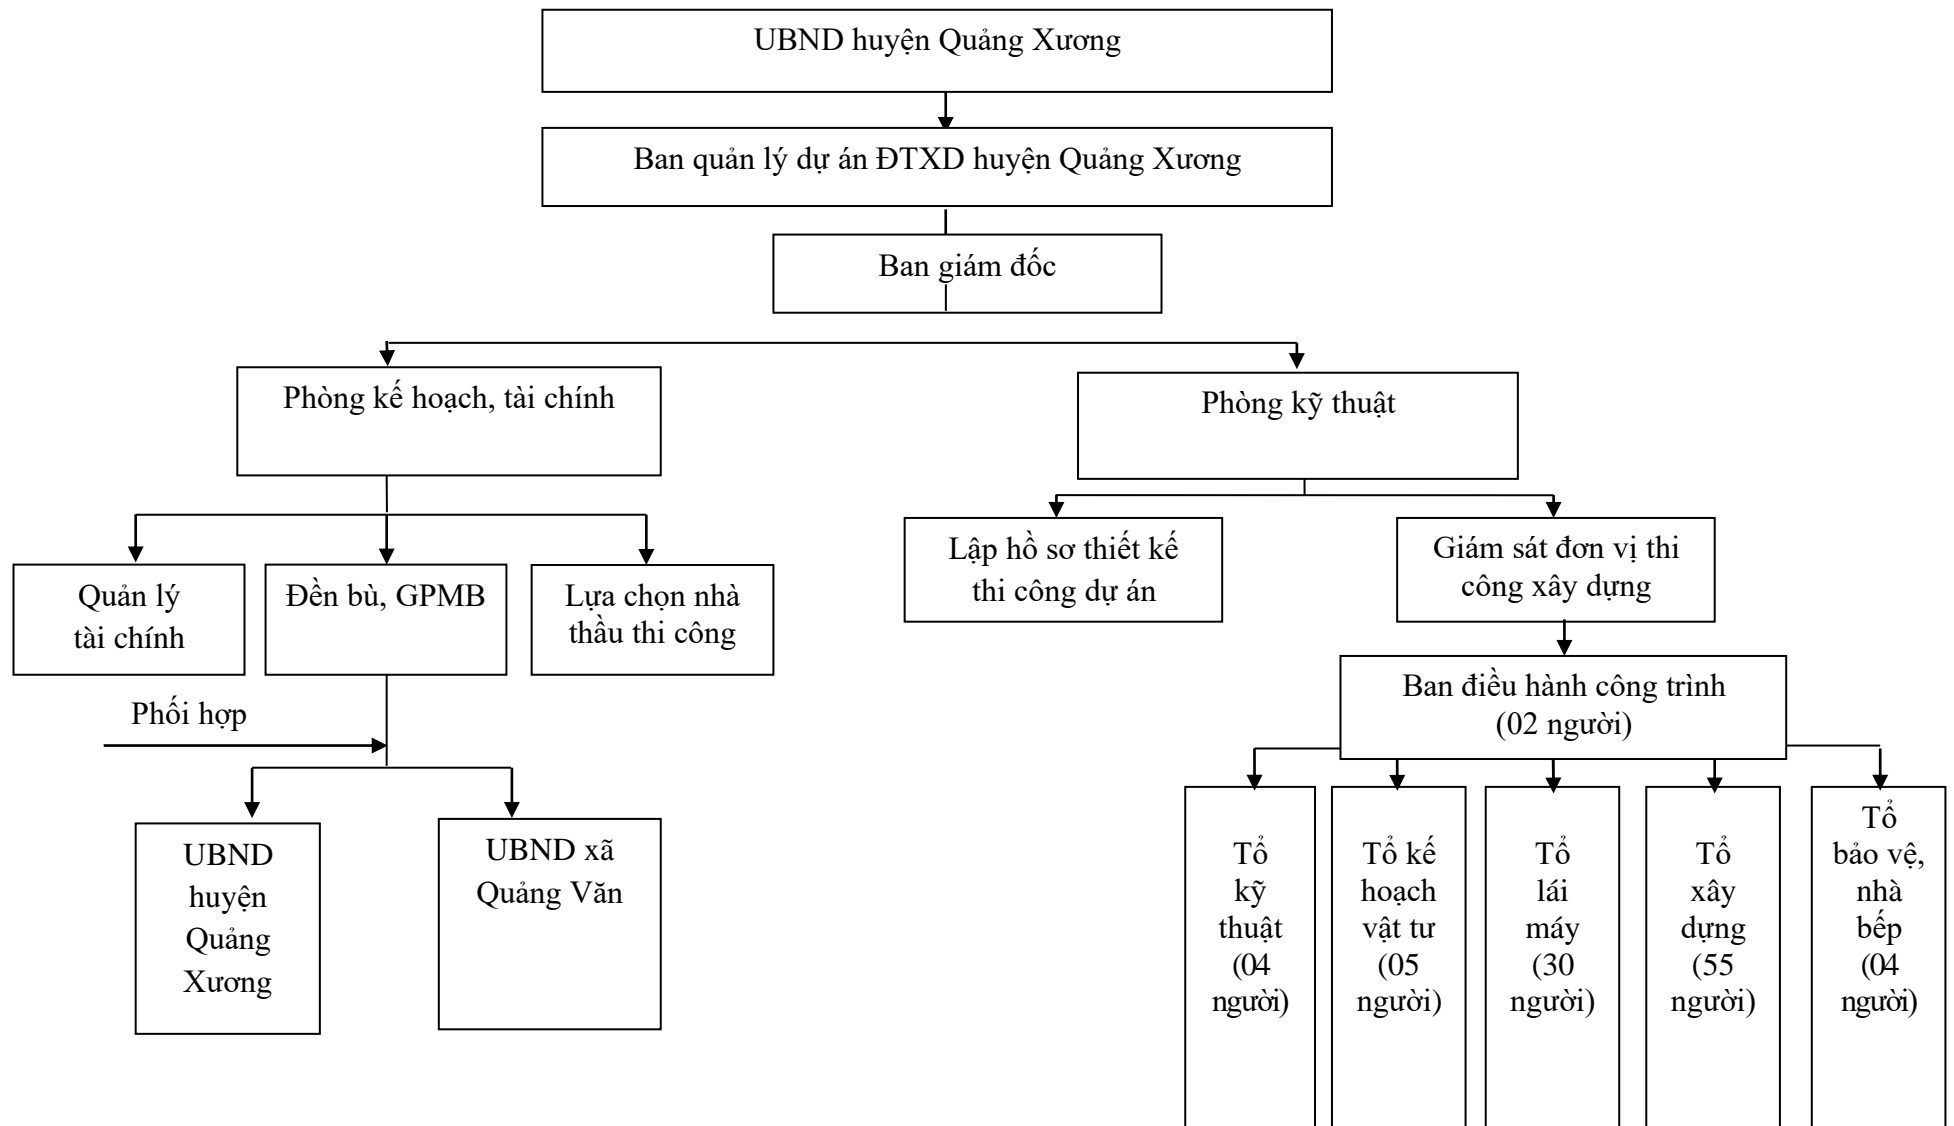 UBND huyện Quảng Xương
Ban quản lý dự án ĐTXD huyện Quảng Xương
Ban giám đốc
Phòng kế hoạch, tài chính
Phòng kỹ thuật
Quản lý
tài chính
Đền bù, GPMB
Lựa chọn nhà
thầu thi công
Lập hồ sơ thiết kế
thi công dự án
Giám sát đơn vị thi
công xây dựng
Phối hợp
Ban điều hành công trình
(02 người)
UBND
huyện
Quảng
Xương
UBND xã
Quảng Văn
Tổ
kỹ
thuật
(04
người)
Tổ kế
hoạch
vật tư
(05
người)
Tổ
lái
máy
(30
người)
Tổ
xây
dựng
(55
người)
Tổ
bảo vệ,
nhà
bếp
(04
người)